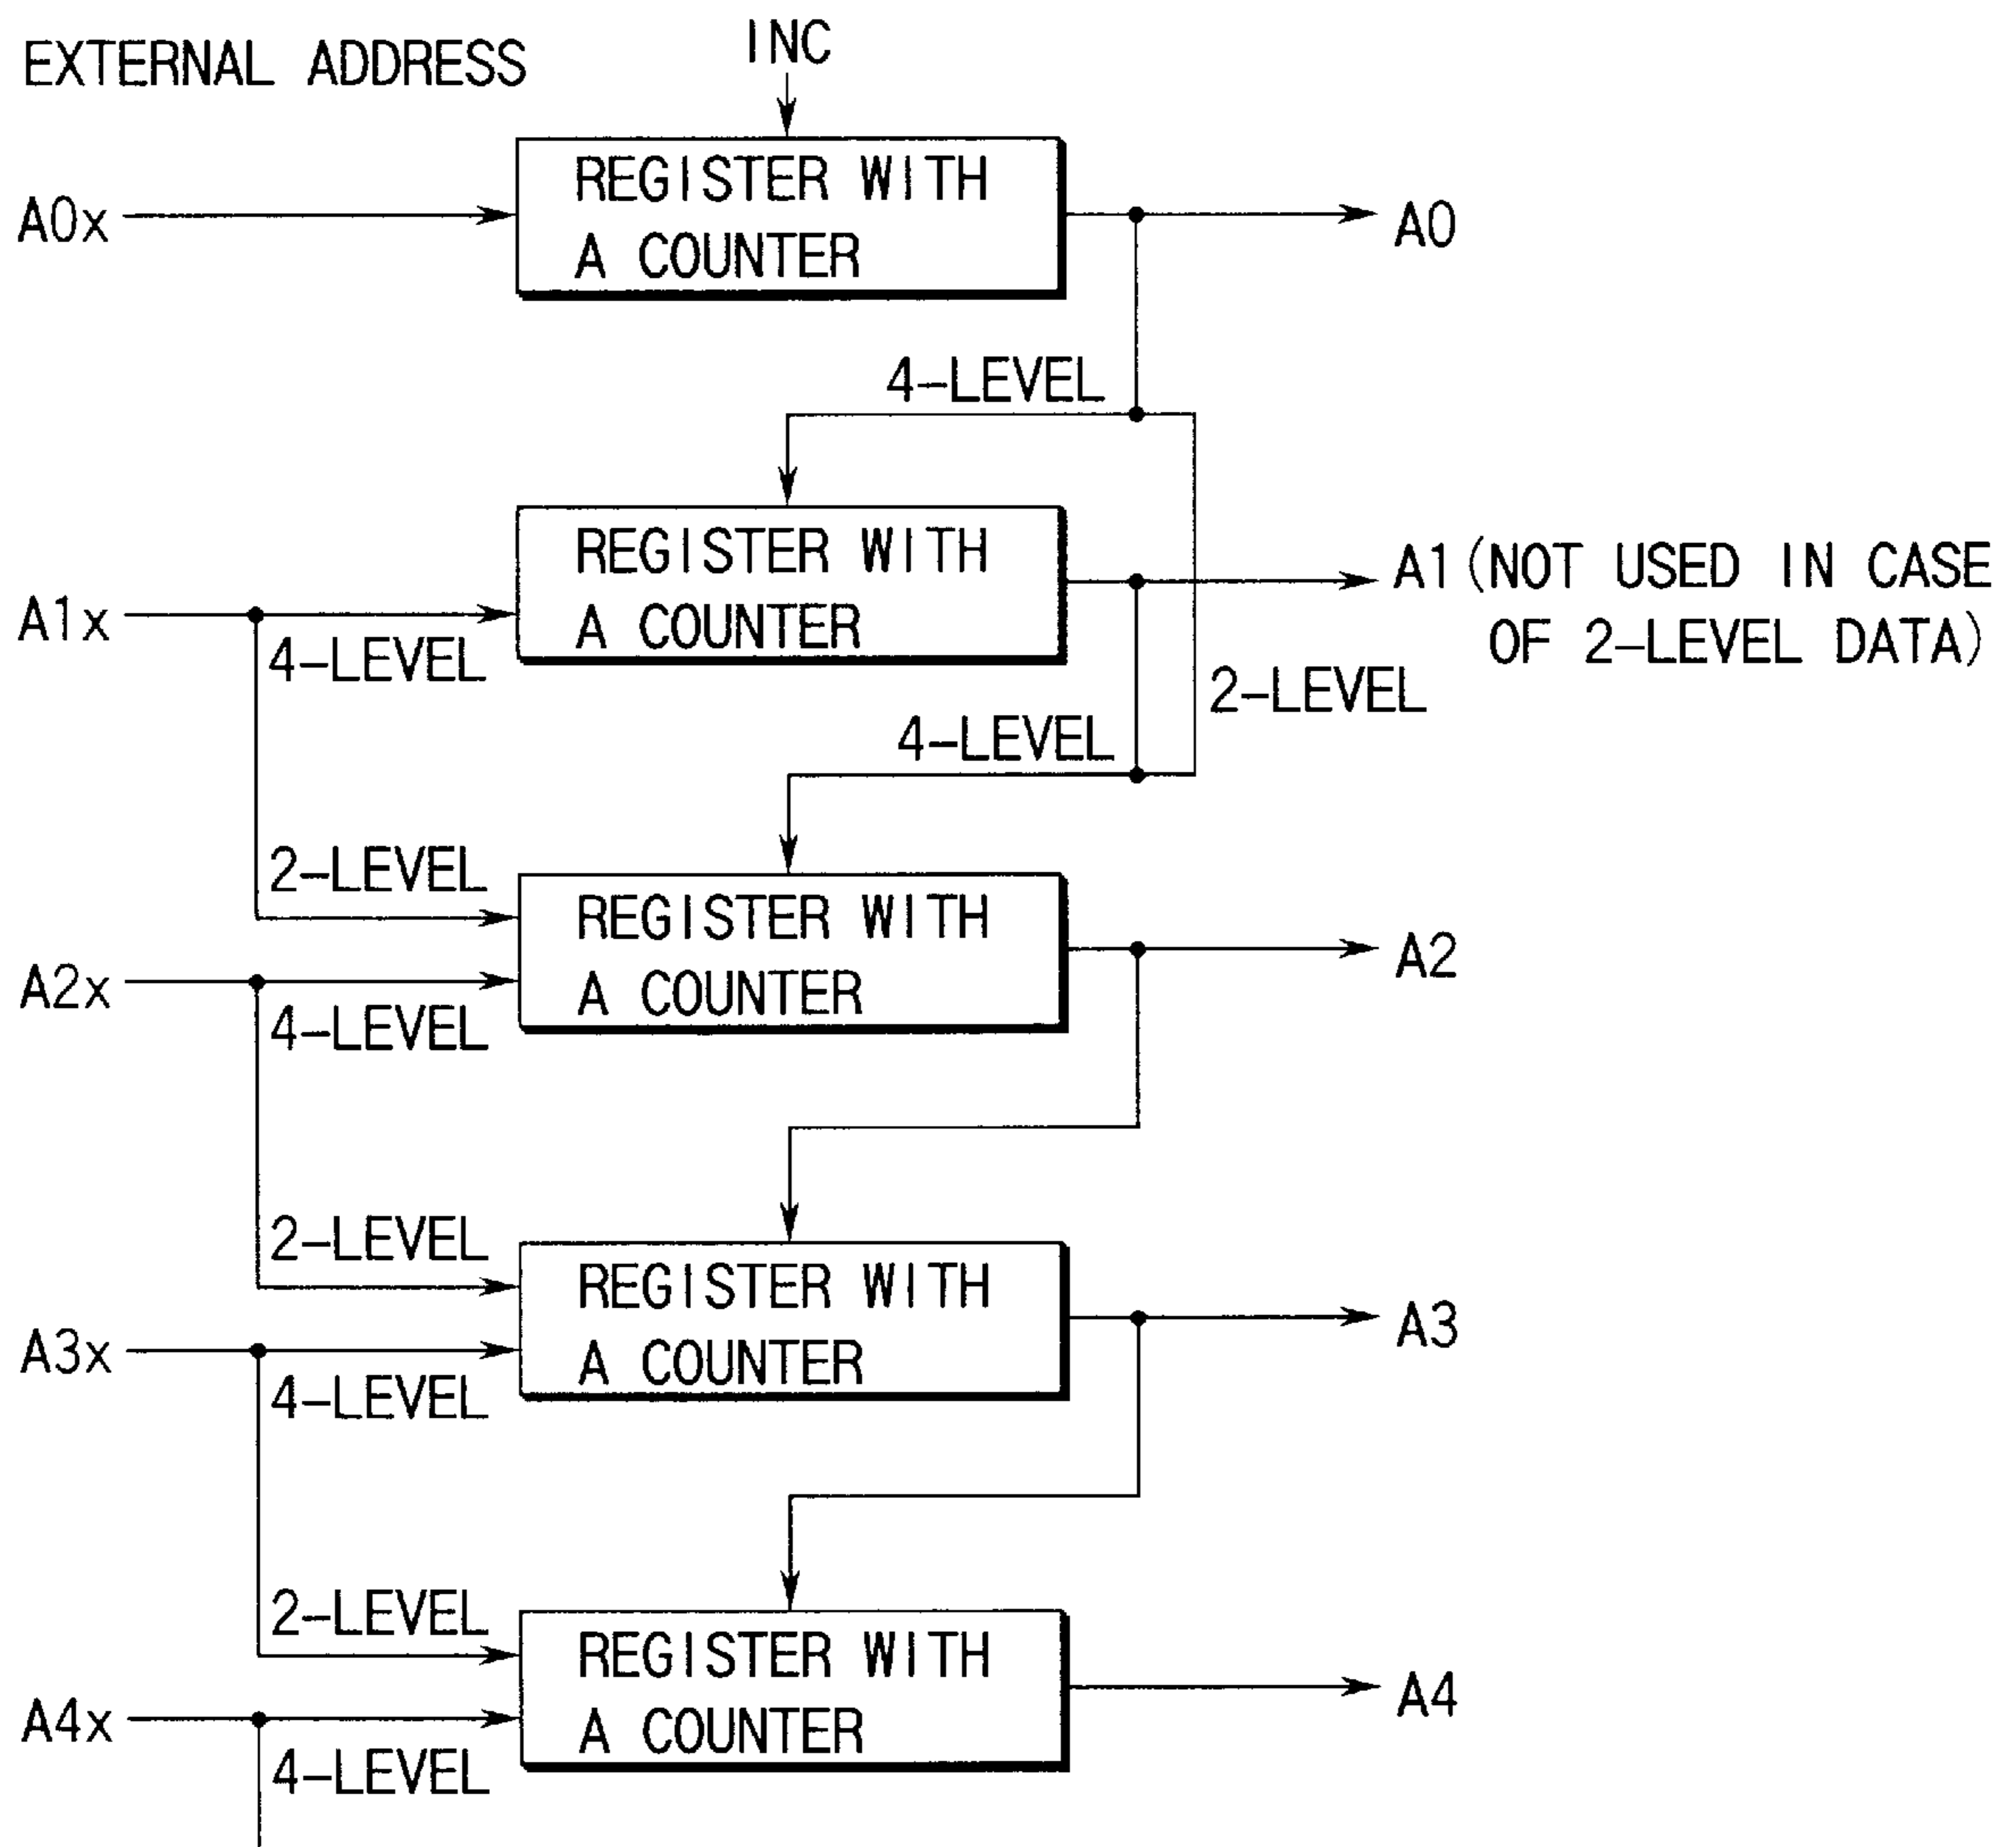 EXTERNAL ADDRESS
INC
A0x
REGISTER WITH
A COUNTER
A0
4-LEVEL
A1x
4-LEVEL
REGISTER WITH
A COUNTER
A1 (NOT USED IN CASE
OF 2-LEVEL DATA)
2-LEVEL
4-LEVEL
2-LEVEL
A2x
4-LEVEL
REGISTER WITH
A COUNTER
A2
2-LEVEL
A3x
4-LEVEL
REGISTER WITH
A COUNTER
A3
2-LEVEL
A4x
4-LEVEL
REGISTER WITH
A COUNTER
A4